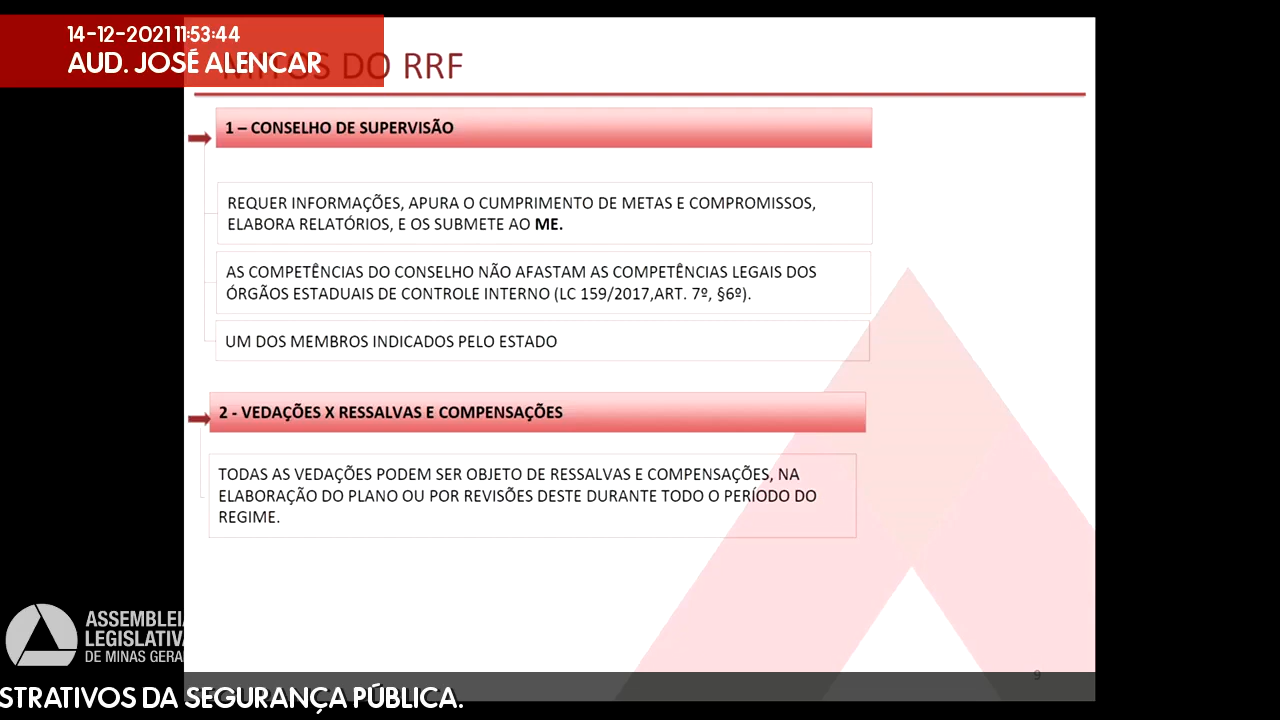 14-12-2021 11:53:44
AUD. JOSÉ ALENCAR
MITOS DO RRF
1 – CONSELHO DE SUPERVISÃO
REQUER INFORMAÇÕES, APURA O CUMPRIMENTO DE METAS E COMPROMISSOS,
ELABORA RELATÓRIOS, E OS SUBMETE AO ME.
AS COMPETÊNCIAS DO CONSELHO NÃO AFASTAM AS COMPETÊNCIAS LEGAIS DOS
ÓRGÃOS ESTADUAIS DE CONTROLE INTERNO (LC 159/2017,ART. 7º, §6º).
UM DOS MEMBROS INDICADOS PELO ESTADO
2 - VEDAÇÕES X RESSALVAS E COMPENSAÇÕES
TODAS AS VEDAÇÕES PODEM SER OBJETO DE RESSALVAS E COMPENSAÇÕES, NA
ELABORAÇÃO DO PLANO OU POR REVISÕES DESTE DURANTE TODO O PERÍODO DO
REGIME.
ASSEMBLEIA
LEGISLATIVA
DE MINAS GERAI
9
STRATIVOS DA SEGURANÇA PÚBLICA.